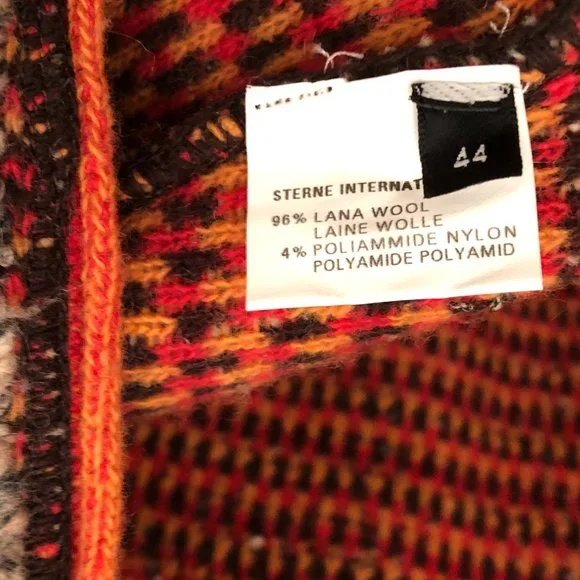 44
STERNE INTERNAT
96% LANA WOOL
LAINE WOLLE
4% POLIAMMIDE NYLON
POLYAMIDE POLYAMID